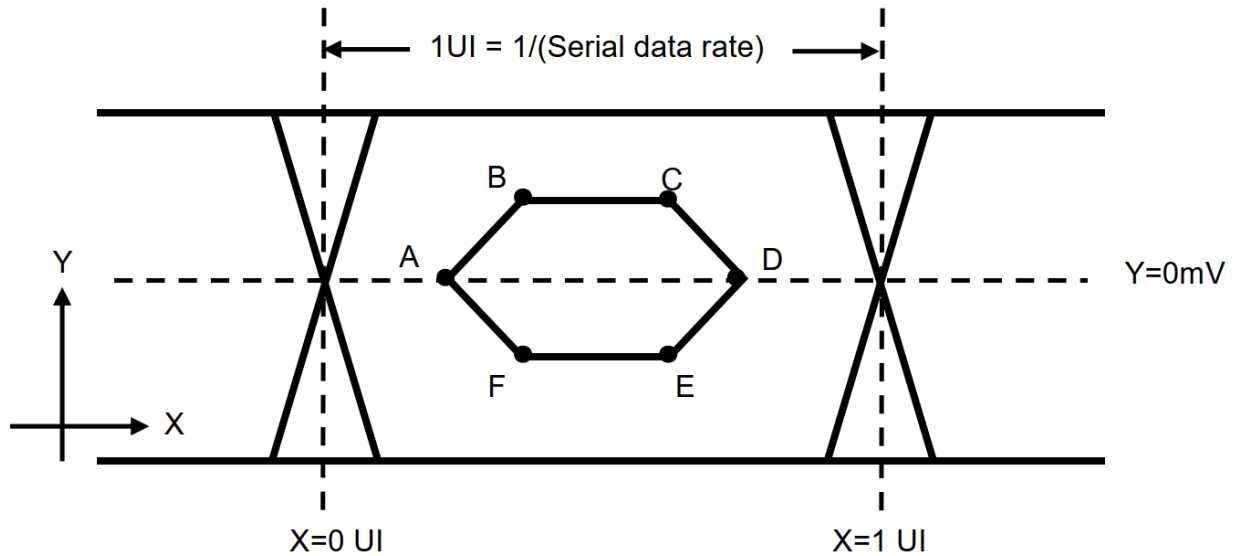 1UI = 1/(Serial data rate)
B
C
A
D
Y
Y=0mV
F
E
X
X=0 UI
X=1 UI